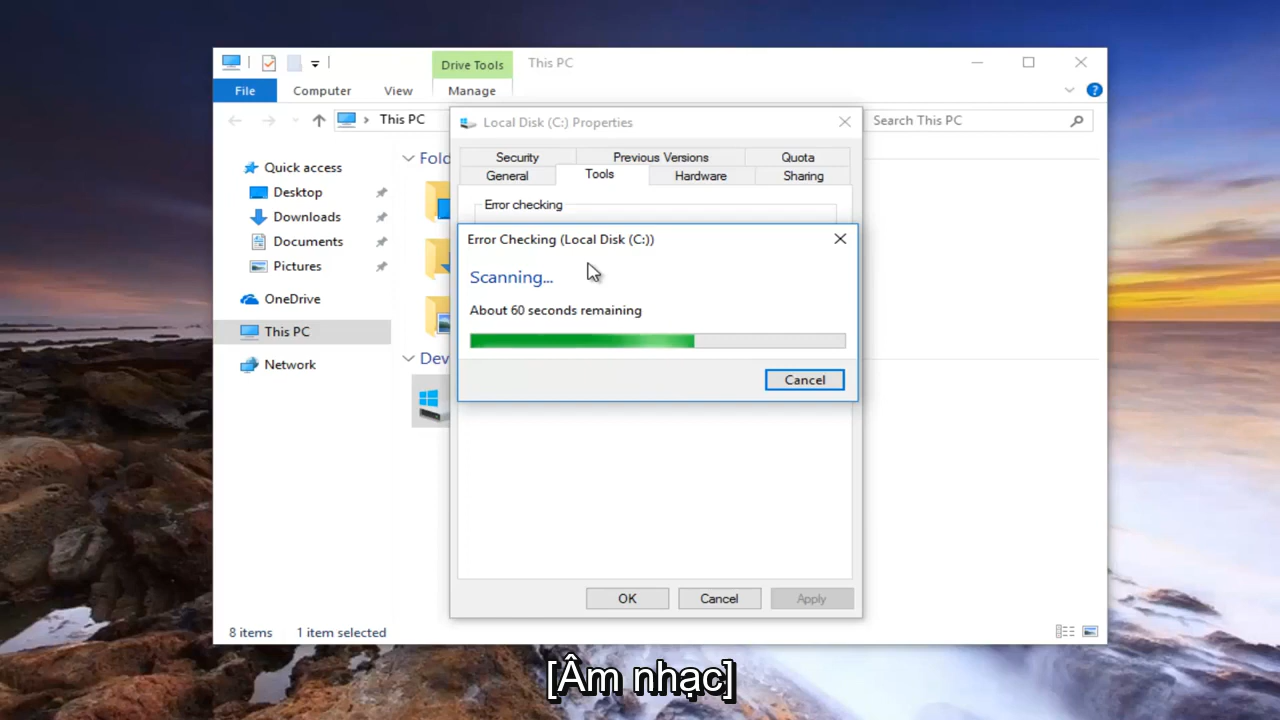 Drive Tools
This PC
File
Computer
View
Manage
This PC
Search This PC
Quick access
Desktop
Downloads
Documents
Pictures
OneDrive
This PC
Network
Fol
Dev
Local Disk (C:) Properties
Security
Previous Versions
Quota
General
Tools
Hardware
Sharing
Error checking
Error Checking (Local Disk (C:))
Scanning...
About 60 seconds remaining
Cancel
OK
Cancel
Apply
8 items
1 item selected
[Âm nhạc]